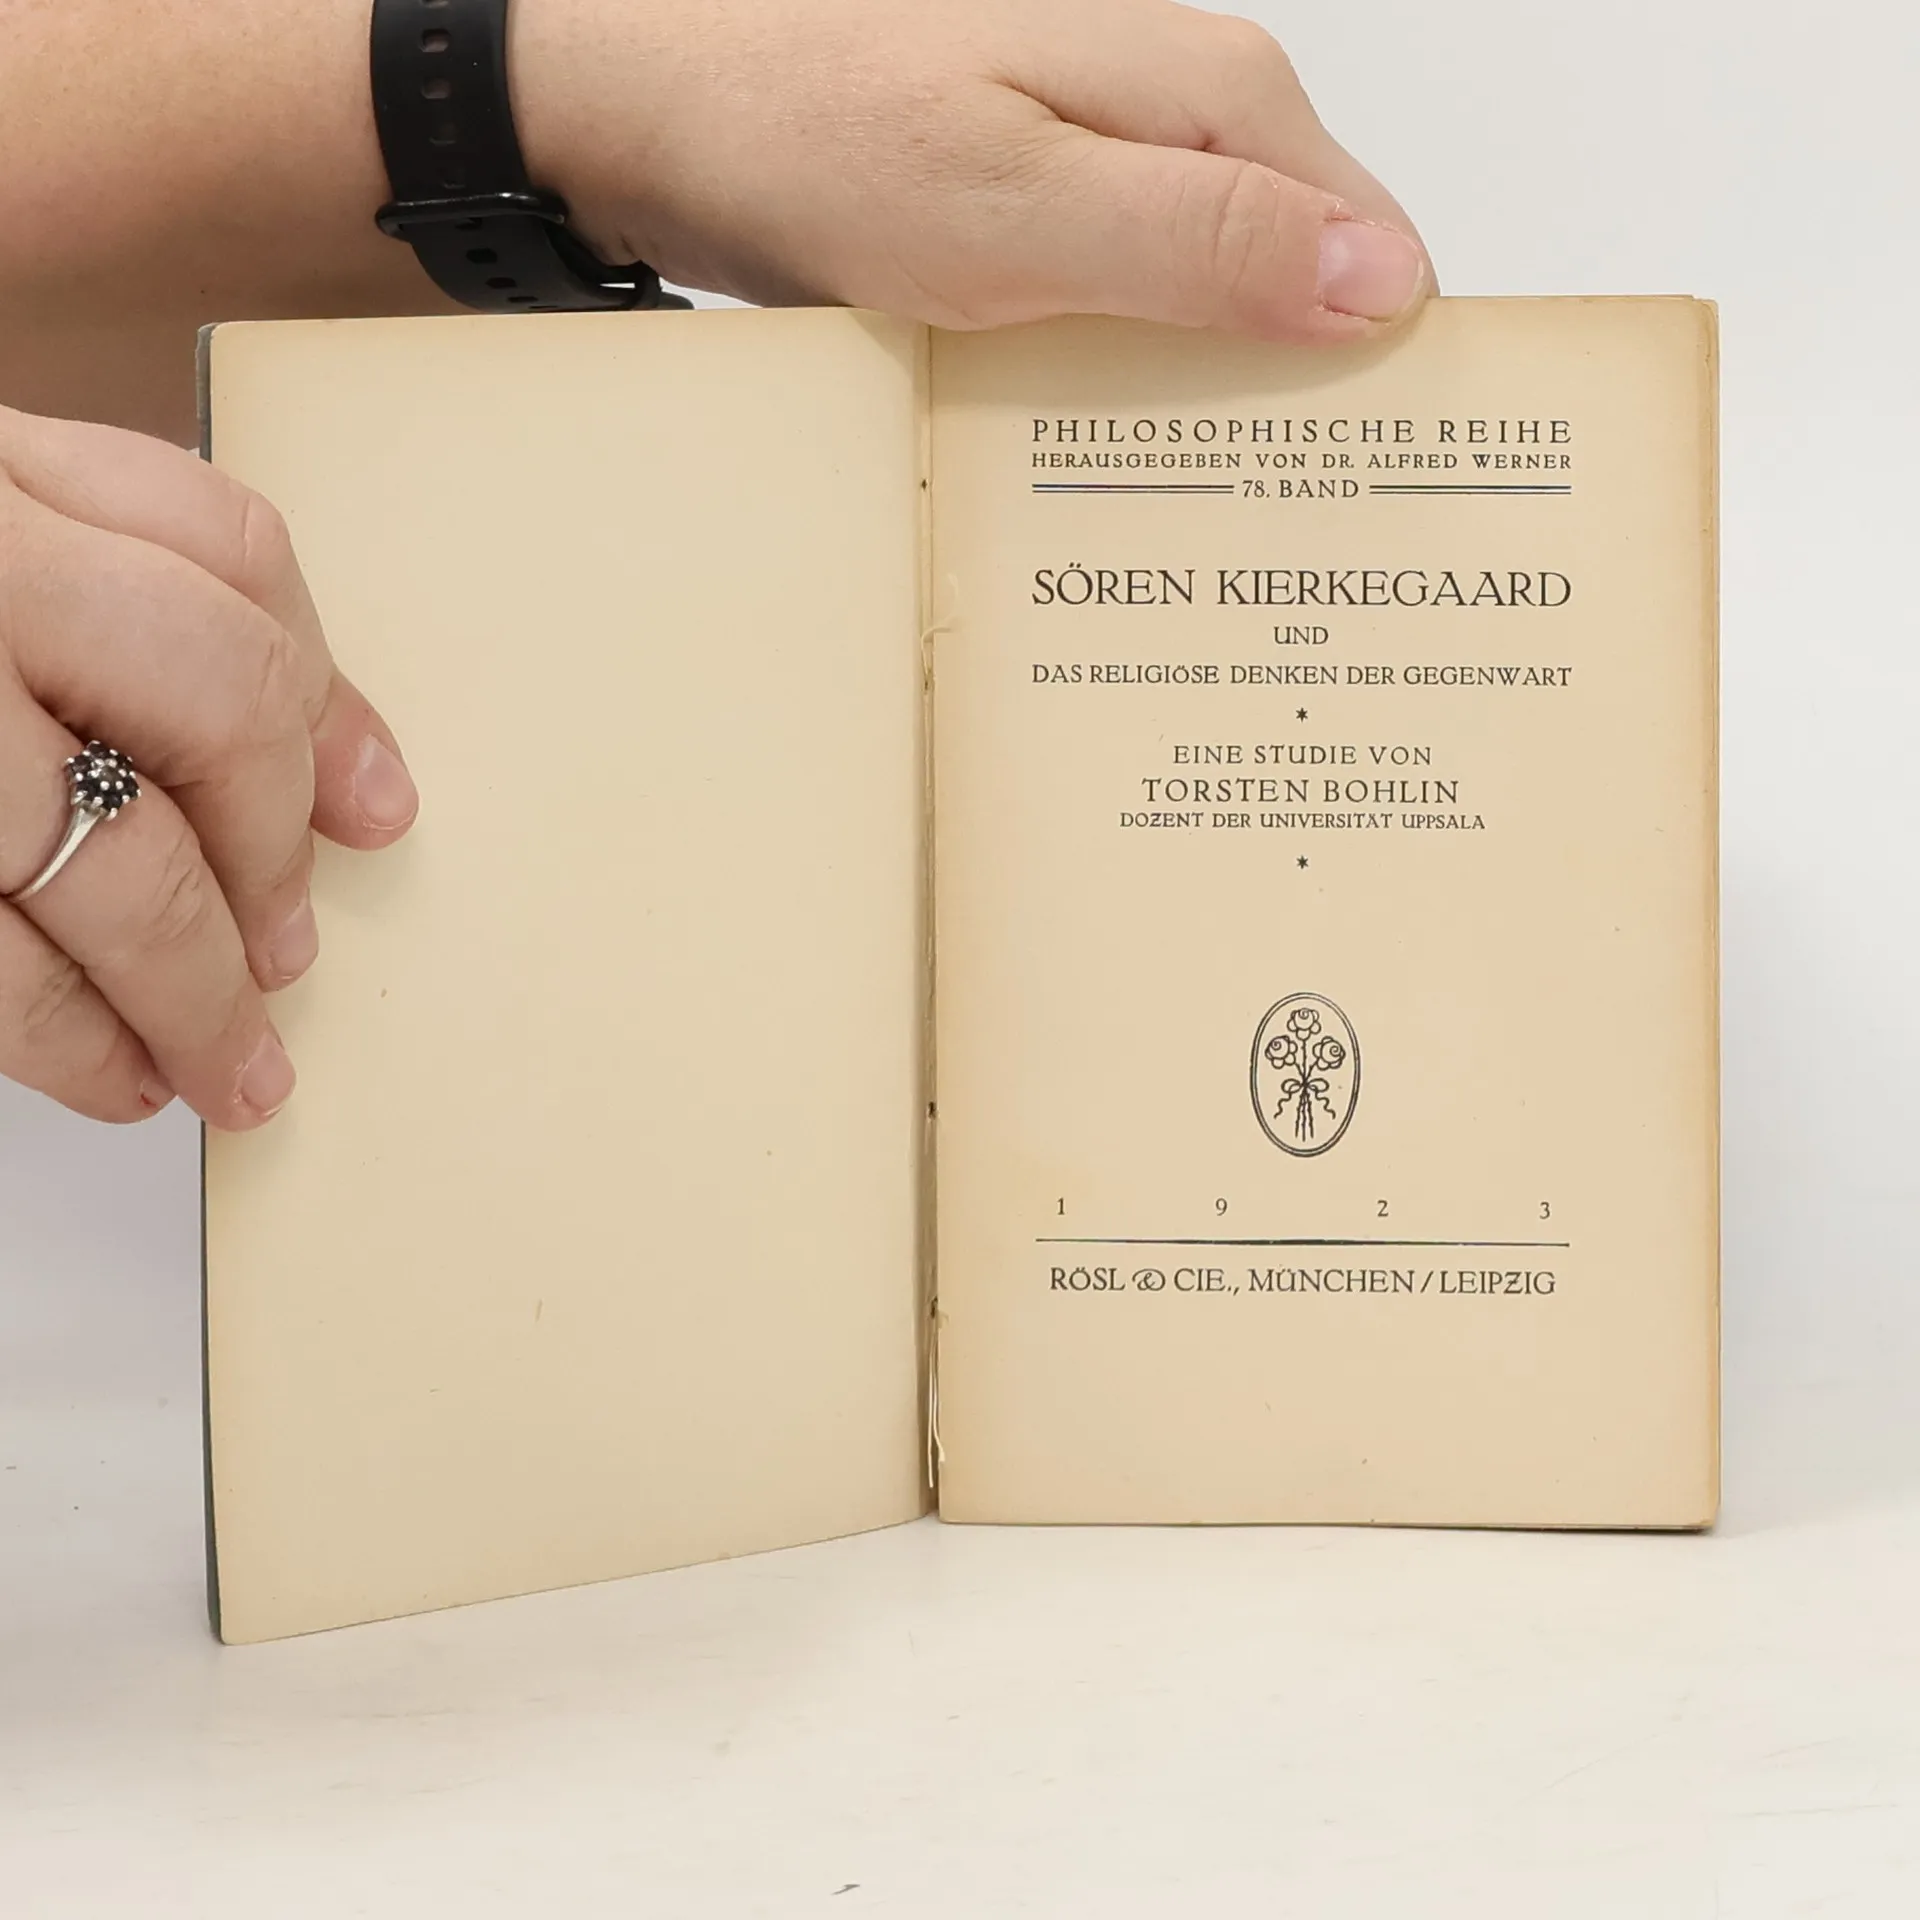 PHILOSOPHISCHE REIHE
HERAUSGEGEBEN VON DR. ALFRED WERNER
78. BAND
SÖREN KIERKEGAARD
UND
DAS RELIGIÖSE DENKEN DER GEGENWART
*
EINE STUDIE VON
TORSTEN BOHLIN
DOZENT DER UNIVERSITÄT UPPSALA
*
1 9 2 3
RÖSL & CIE., MÜNCHEN/LEIPZIG